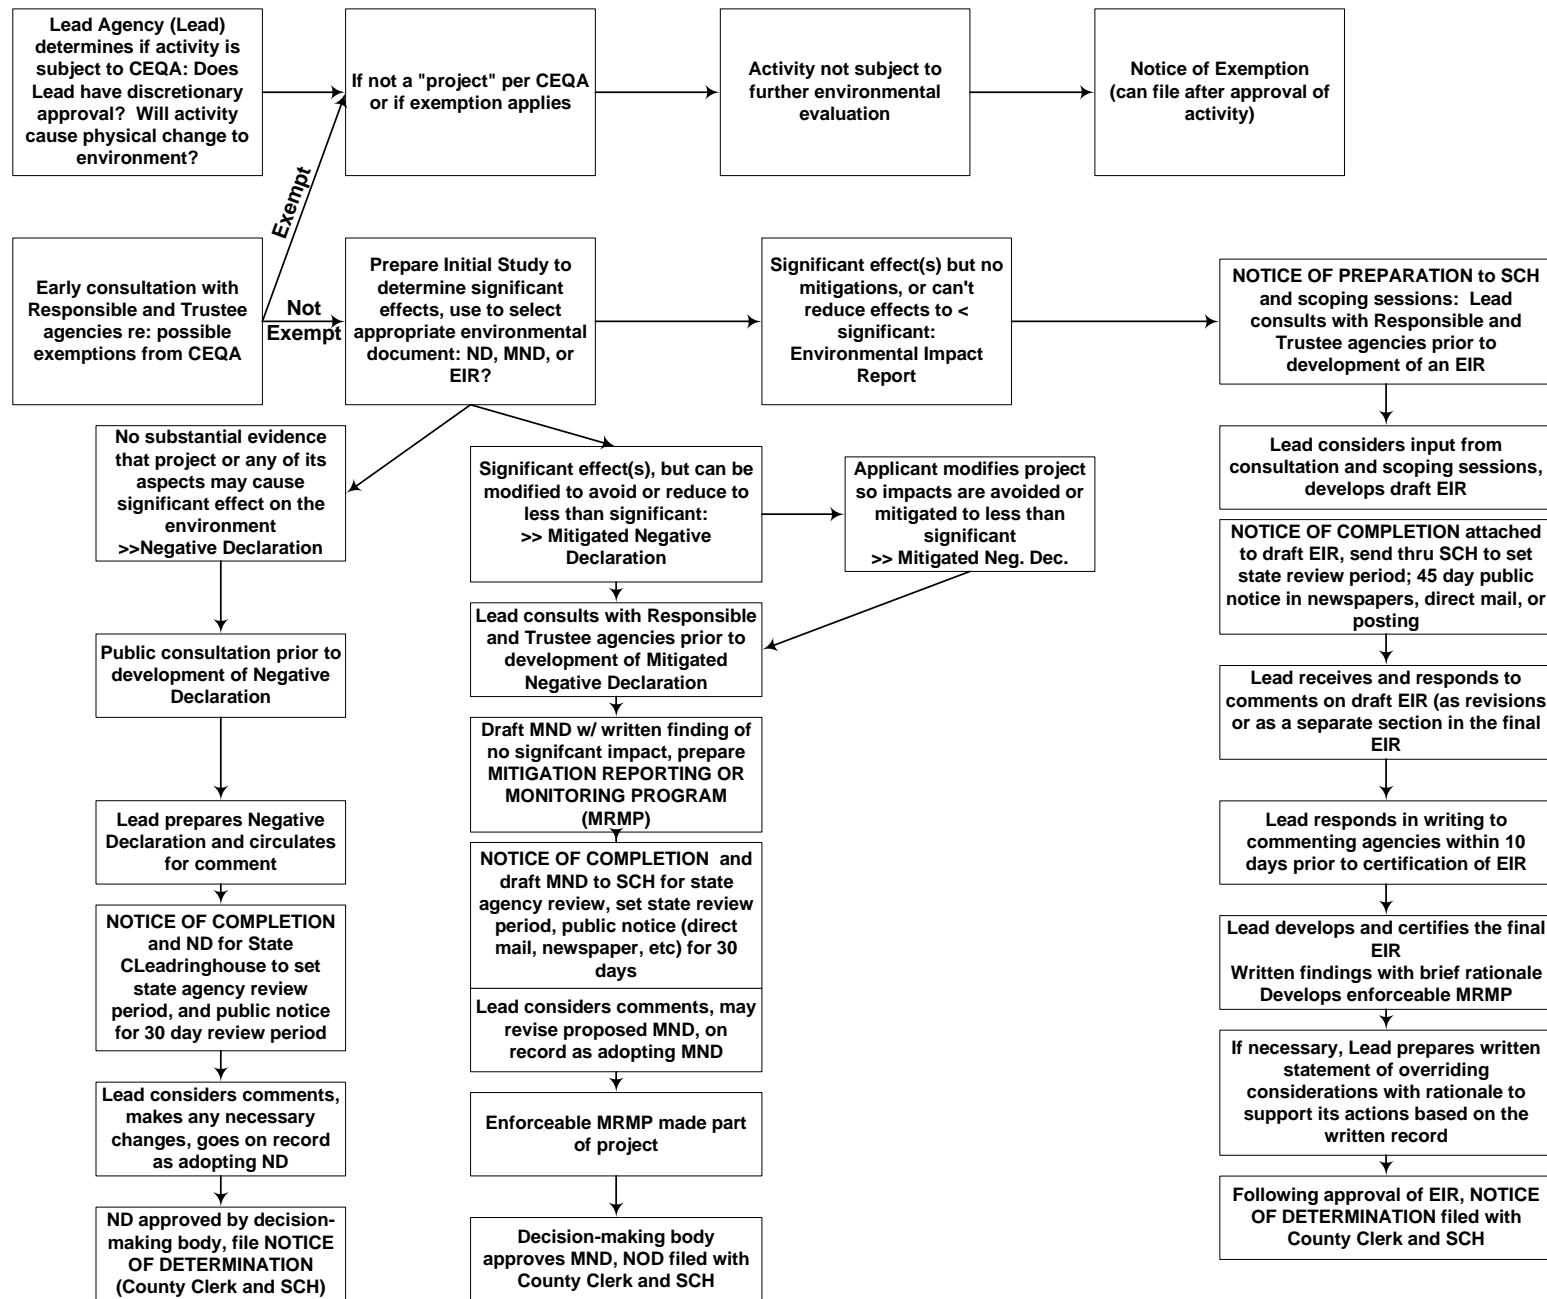 Lead Agency (Lead)
determines if activity is
subject to CEQA: Does
Lead have discretionary
approval?  Will activity
cause physical change to
environment?
If not a "project" per CEQA
or if exemption applies
Activity not subject to
further environmental
evaluation
Notice of Exemption
(can file after approval of
activity)
Exempt
Early consultation with
Responsible and Trustee
agencies re: possible
exemptions from CEQA
Not
Exempt
Prepare Initial Study to
determine significant
effects, use to select
appropriate environmental
document: ND, MND, or
EIR?
Significant effect(s) but no
mitigations, or can't
reduce effects to <
significant:
Environmental Impact
Report
NOTICE OF PREPARATION to SCH
and scoping sessions:  Lead
consults with Responsible and
Trustee agencies prior to
development of an EIR
No substantial evidence
that project or any of its
aspects may cause
significant effect on the
environment
>>Negative Declaration
Public consultation prior to
development of Negative
Declaration
Lead prepares Negative
Declaration and circulates
for comment
NOTICE OF COMPLETION
and ND for State
CLeadringhouse to set
state agency review
period, and public notice
for 30 day review period
Lead considers comments,
makes any necessary
changes, goes on record
as adopting ND
ND approved by decision-
making body, file NOTICE
OF DETERMINATION
(County Clerk and SCH)
Significant effect(s), but can be
modified to avoid or reduce to
less than significant:
>> Mitigated Negative
Declaration
Applicant modifies project
so impacts are avoided or
mitigated to less than
significant
>> Mitigated Neg. Dec.
Lead consults with Responsible
and Trustee agencies prior to
development of Mitigated
Negative Declaration
Draft MND w/ written finding of
no signifcant impact, prepare
MITIGATION REPORTING OR
MONITORING PROGRAM
(MRMP)
NOTICE OF COMPLETION  and
draft MND to SCH for state
agency review, set state review
period, public notice (direct
mail, newspaper, etc) for 30
days
Lead considers comments, may
revise proposed MND, on
record as adopting MND
Enforceable MRMP made part
of project
Decision-making body
approves MND, NOD filed with
County Clerk and SCH
Lead considers input from
consultation and scoping sessions,
develops draft EIR
NOTICE OF COMPLETION attached
to draft EIR, send thru SCH to set
state review period; 45 day public
notice in newspapers, direct mail, or
posting
Lead receives and responds to
comments on draft EIR (as revisions
or as a separate section in the final
EIR
Lead responds in writing to
commenting agencies within 10
days prior to certification of EIR
Lead develops and certifies the final
EIR
Written findings with brief rationale
Develops enforceable MRMP
If necessary, Lead prepares written
statement of overriding
considerations with rationale to
support its actions based on the
written record
Following approval of EIR, NOTICE
OF DETERMINATION filed with
County Clerk and SCH